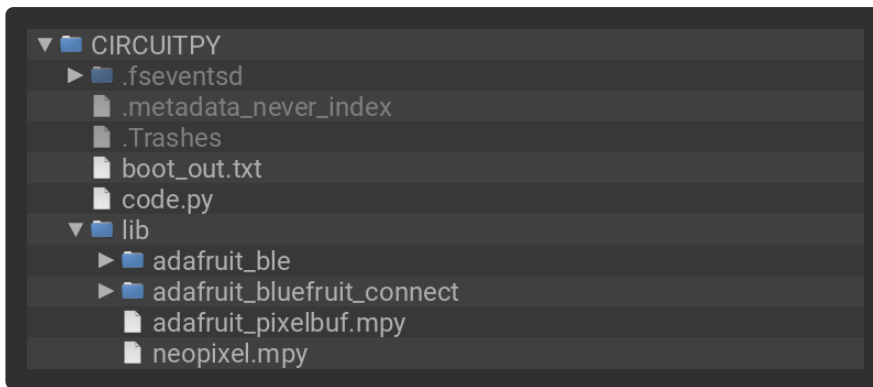 CIRCUITPY
.fseventsd
.metadata_never_index
.Trashes
boot_out.txt
code.py
lib
adafruit_ble
adafruit_bluefruit_connect
adafruit_pixelbuf.mpy
neopixel.mpy